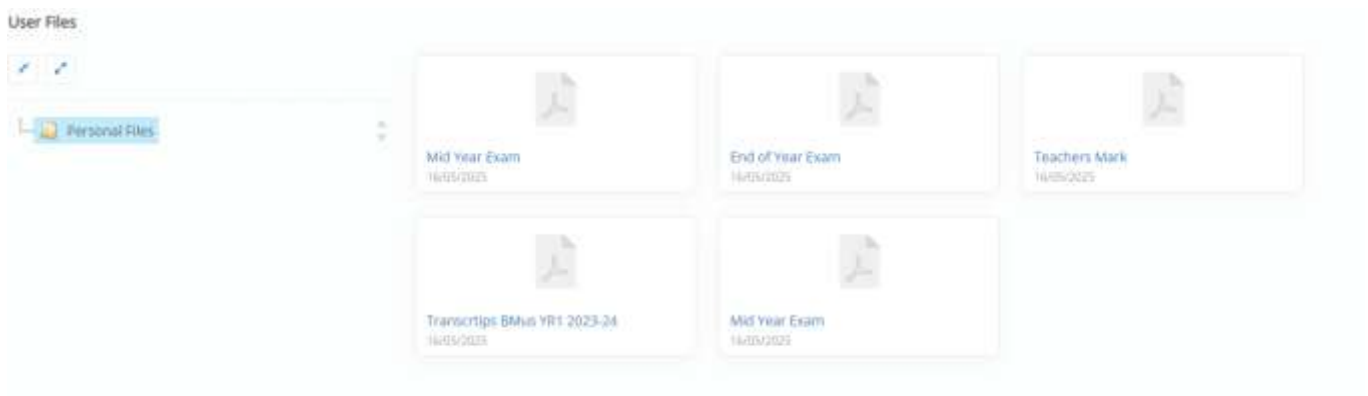 User Files
Personal Files
Mid Year Exam
16/05/2025
End of Year Exam
16/05/2025
Teachers Mark
16/05/2025
Transcrtips BMus YR1 2023-24
16/05/2025
Mid Year Exam
16/05/2025